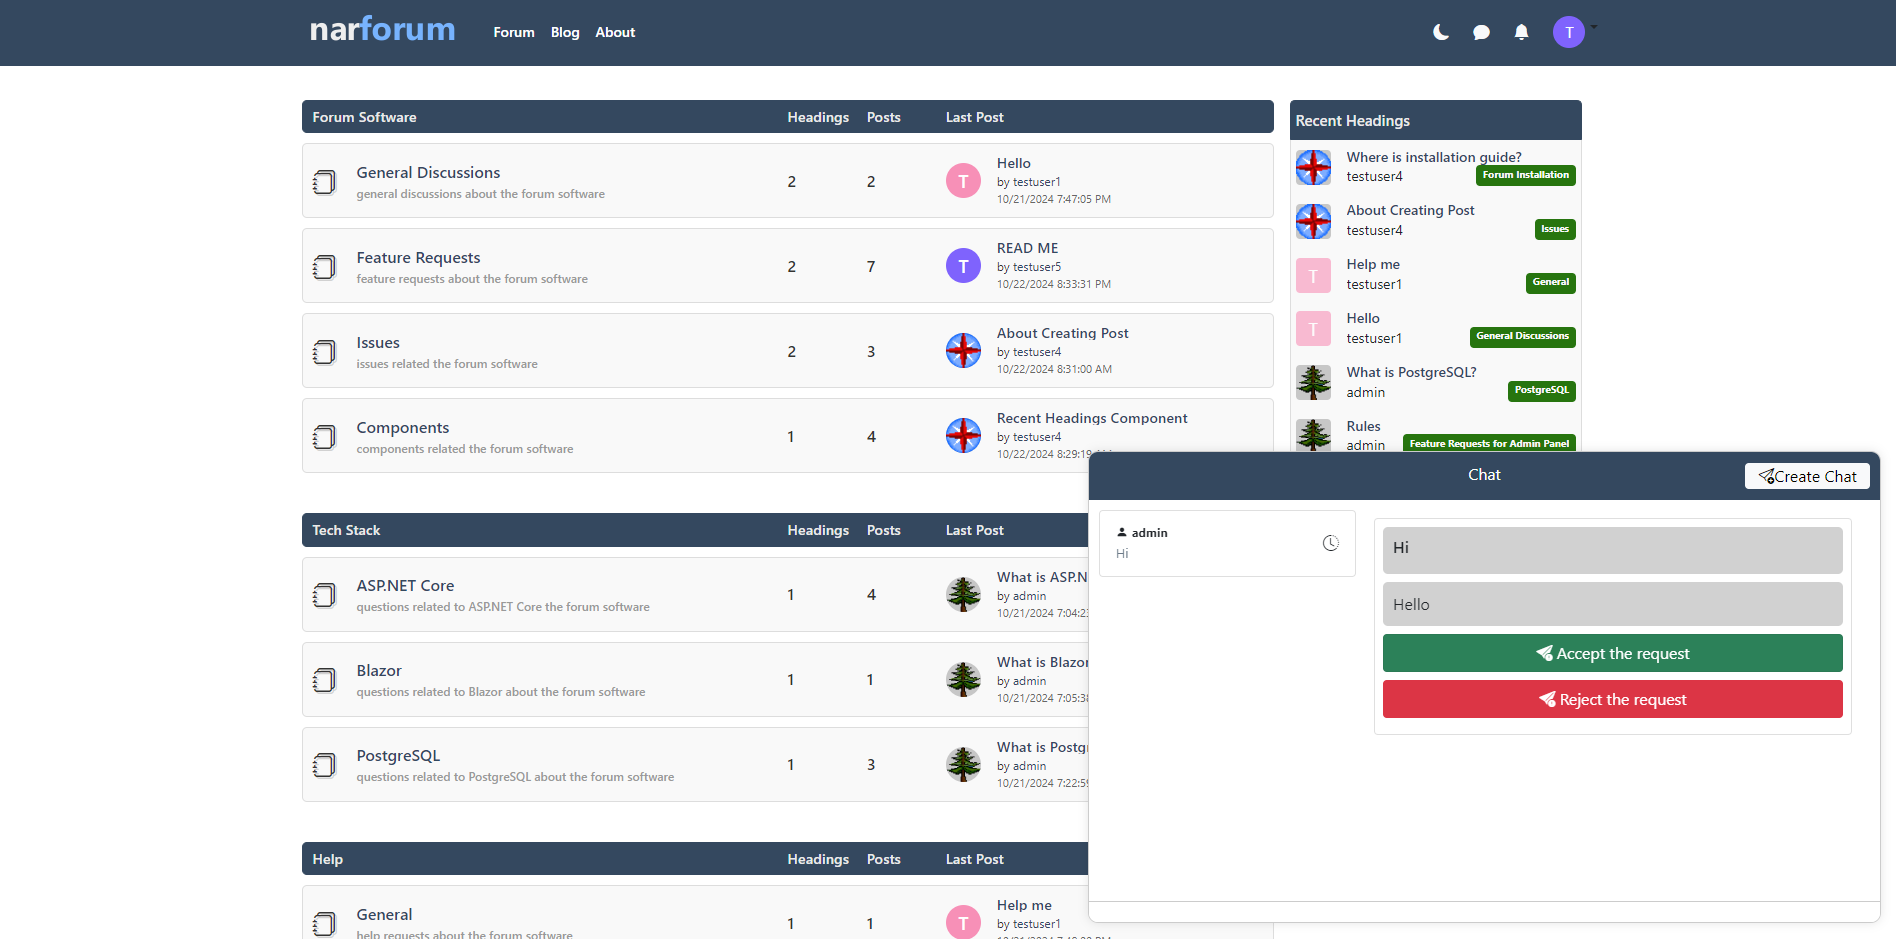 narforum
Forum Blog About
T
Forum Software Headings Posts Last Post
General Discussions
general discussions about the forum software
2 2
T
Hello
by testuser1
10/21/2024 7:47:05 PM
Feature Requests
feature requests about the forum software
2 7
T
READ ME
by testuser5
10/22/2024 8:33:31 PM
Issues
issues related the forum software
2 3
About Creating Post
by testuser4
10/22/2024 8:31:00 AM
Components
components related the forum software
1 4
Recent Headings Component
by testuser4
10/22/2024 8:29:19
Tech Stack Headings Posts Last Post
ASP.NET Core
questions related to ASP.NET Core the forum software
1 4
What is ASP.N
by admin
10/21/2024 7:04:23
Blazor
questions related to Blazor about the forum software
1 1
What is Blazor
by admin
10/21/2024 7:05:38
PostgreSQL
questions related to PostgreSQL about the forum software
1 3
What is Postgr
by admin
10/21/2024 7:22:59
Help Headings Posts Last Post
General
help requests about the forum software
1 1
T
Help me
by testuser1
Recent Headings
Where is installation guide?
testuser4 Forum Installation
About Creating Post
testuser4 Issues
T
Help me
testuser1 General
T
Hello
testuser1 General Discussions
What is PostgreSQL?
admin PostgreSQL
Rules
admin Feature Requests for Admin Panel
Chat Create Chat
admin
Hi
Hi
Hello
Accept the request
Reject the request